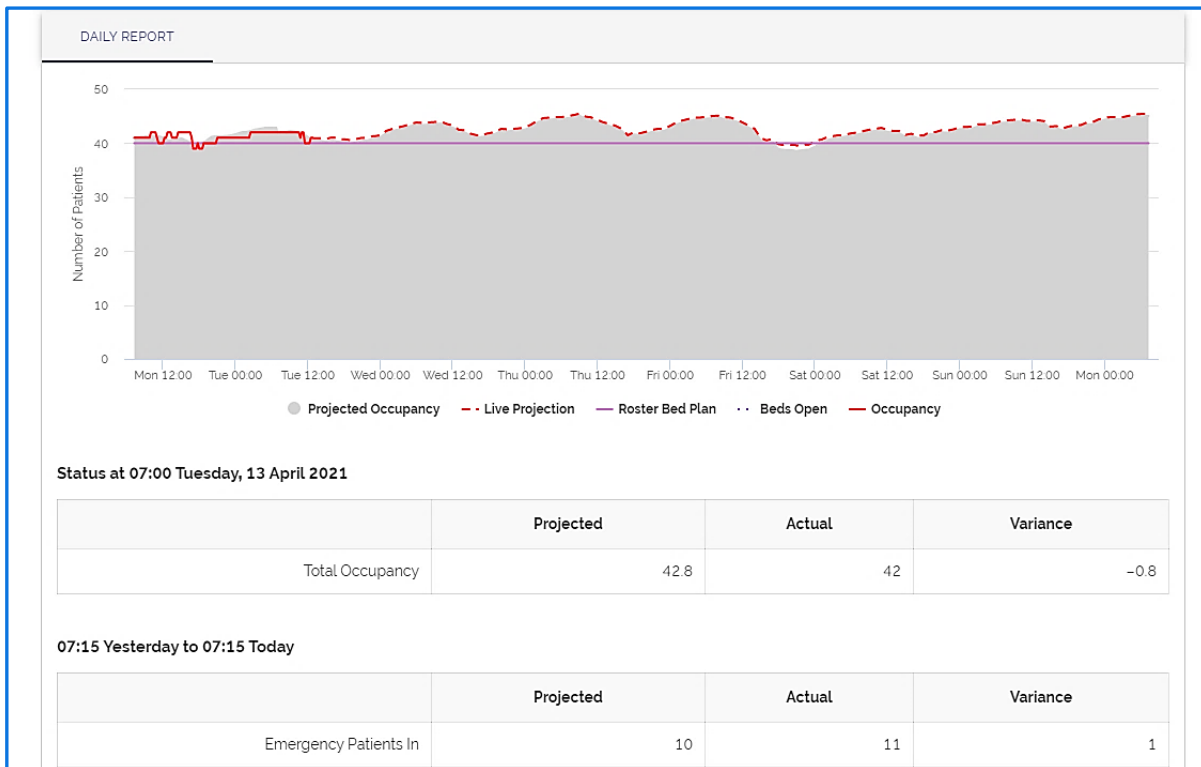 DAILY REPORT
50
40
30
20
10
0
Number of Patients
Mon 12:00 Tue 00:00 Tue 12:00 Wed 00:00 Wed 12:00 Thu 00:00 Thu 12:00 Fri 00:00 Fri 12:00 Sat 00:00 Sat 12:00 Sun 00:00 Sun 12:00 Mon 00:00
Projected Occupancy Live Projection Roster Bed Plan Beds Open Occupancy
Status at 07:00 Tuesday, 13 April 2021
Projected Actual Variance
Total Occupancy 42.8 42 −0.8
07:15 Yesterday to 07:15 Today
Projected Actual Variance
Emergency Patients In 10 11 1